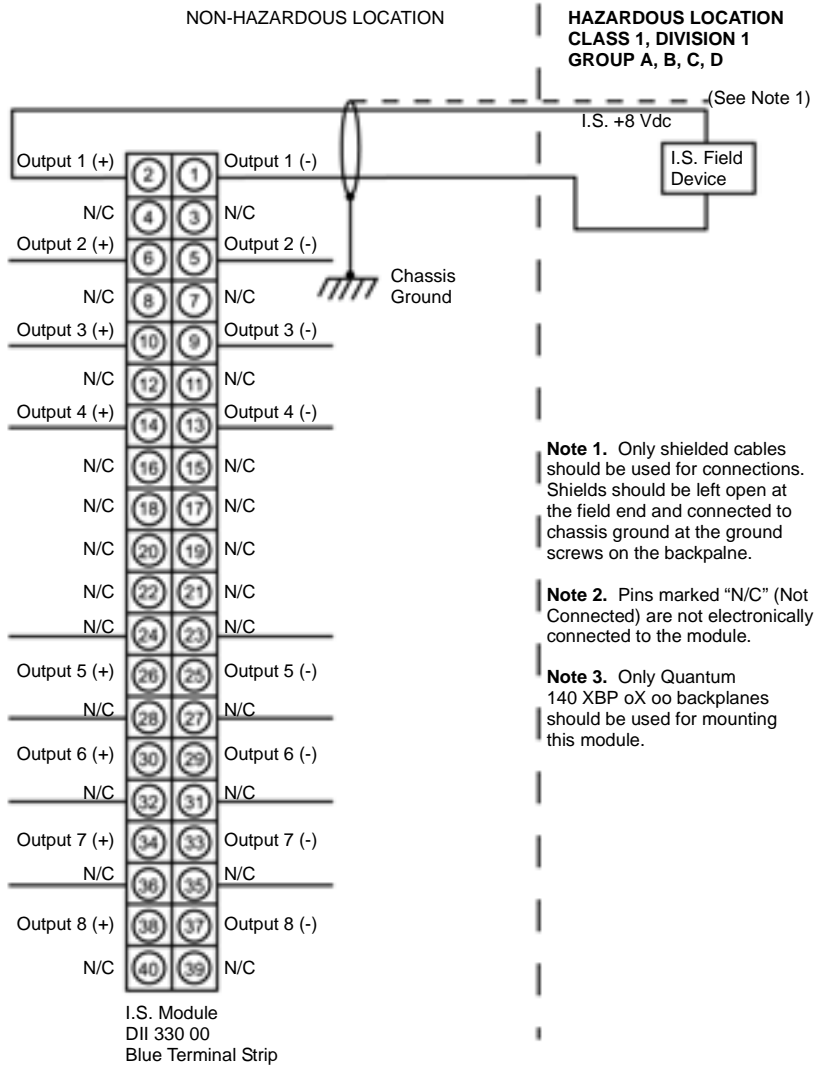 NON-HAZARDOUS LOCATION
HAZARDOUS LOCATION
CLASS 1, DIVISION 1
GROUP A, B, C, D
(See Note 1)
I.S. +8 Vdc
I.S. Field
Device
Output 1 (+) 2 1 Output 1 (-)
N/C 4 3 N/C
Output 2 (+) 6 5 Output 2 (-)
Chassis
Ground
N/C 8 7 N/C
Output 3 (+) 10 9 Output 3 (-)
N/C 12 11 N/C
Output 4 (+) 14 13 Output 4 (-)
N/C 16 15 N/C
N/C 18 17 N/C
N/C 20 19 N/C
N/C 22 21 N/C
N/C 24 23 N/C
Output 5 (+) 26 25 Output 5 (-)
N/C 28 27 N/C
Output 6 (+) 30 29 Output 6 (-)
N/C 32 31 N/C
Output 7 (+) 34 33 Output 7 (-)
N/C 36 35 N/C
Output 8 (+) 38 37 Output 8 (-)
N/C 40 39 N/C
I.S. Module
DII 330 00
Blue Terminal Strip
Note 1. Only shielded cables
should be used for connections.
Shields should be left open at
the field end and connected to
chassis ground at the ground
screws on the backpalne.
Note 2. Pins marked “N/C” (Not
Connected) are not electronically
connected to the module.
Note 3. Only Quantum
140 XBP oX oo backplanes
should be used for mounting
this module.